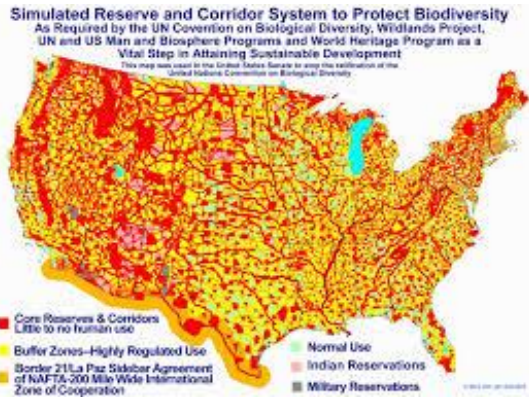 Simulated Reserve and Corridor System to Protect Biodiversity
As Required by the UN Covention on Biological Diversity, Wildlands Project,
UN and US Man and Biosphere Programs and World Heritage Program as a
Vital Step in Attaining Sustainable Development
This map was used in the United States Senate to stop the ratification of the
United Nations Convention on Biological Diversity
Core Reserves & Corridors
Little to no human use
Buffer Zones–Highly Regulated Use
Border 21/La Paz Sidebar Agreement
of NAFTA-200 Mile Wide International
Zone of Cooperation
Normal Use
Indian Reservations
Military Reservations